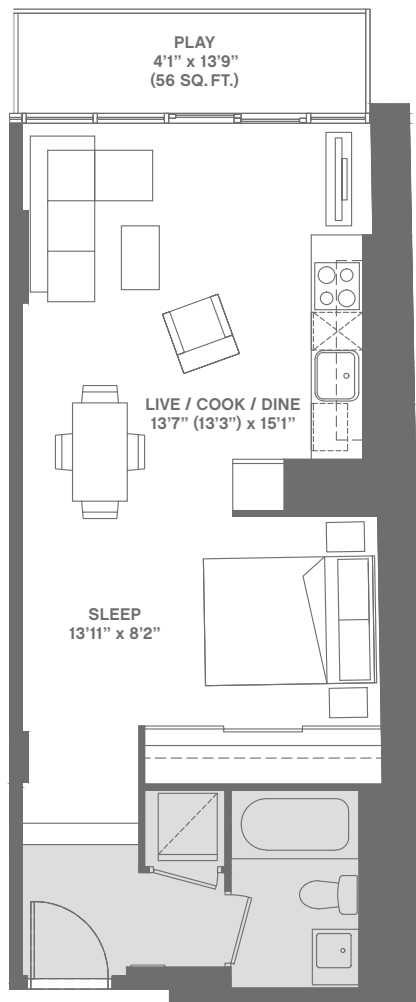 PLAY
4’1” x 13’9”
(56 SQ. FT.)
LIVE / COOK / DINE
13’7” (13’3”) x 15’1”
SLEEP
13’11” x 8’2”